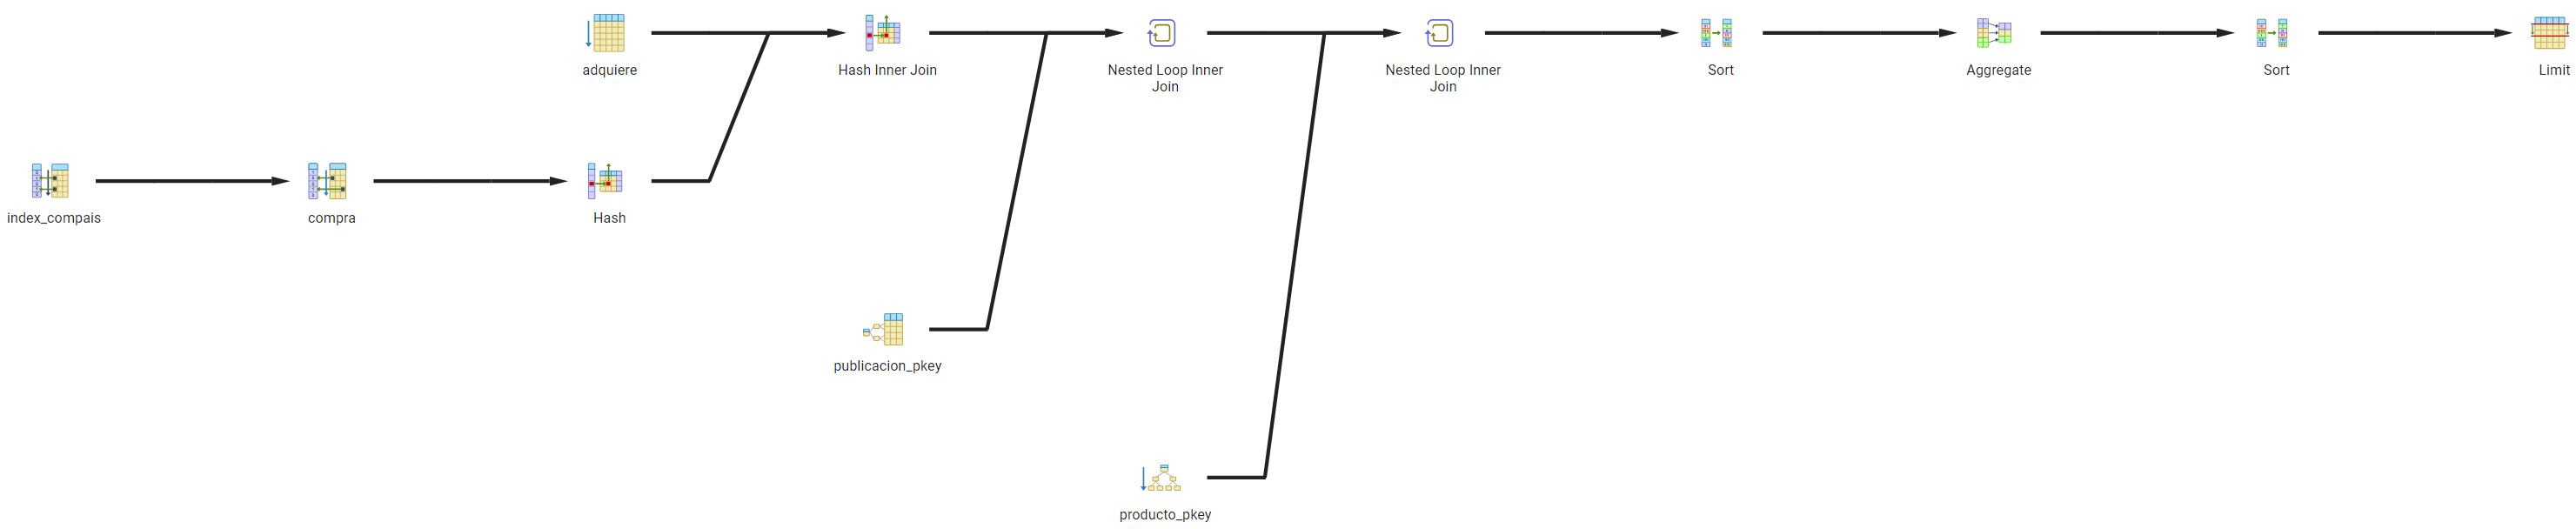 adquiere
Hash Inner Join
Nested Loop Inner
Join
Nested Loop Inner
Join
Sort
Aggregate
Sort
Limit
index_compais
compra
Hash
publicacion_pkey
producto_pkey